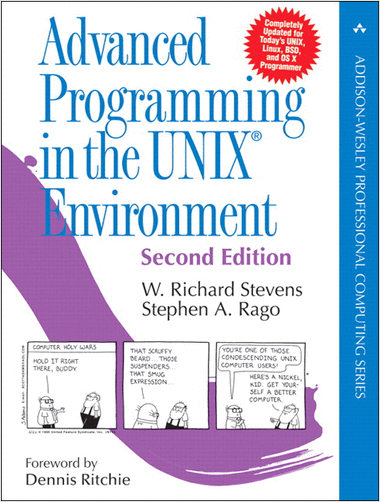 Advanced
Programming
in the UNIX®
Environment
Completely
Updated for
Today's UNIX,
Linux, BSD,
and OS X
Programmer
Second Edition
W. Richard Stevens
Stephen A. Rago
COMPUTER HOLY WARS
HOLD IT RIGHT
THERE, BUDDY.
THAT SCRUFFY
BEARD... THOSE
SUSPENDERS...
THAT SMUG
EXPRESSION...
YOU'RE ONE OF THOSE
CONDESCENDING UNIX
COMPUTER USERS!
HERE'S A NICKEL,
KID. GET YOUR-
SELF A BETTER
COMPUTER.
Foreword by
Dennis Ritchie
ADDISON-WESLEY PROFESSIONAL COMPUTING SERIES